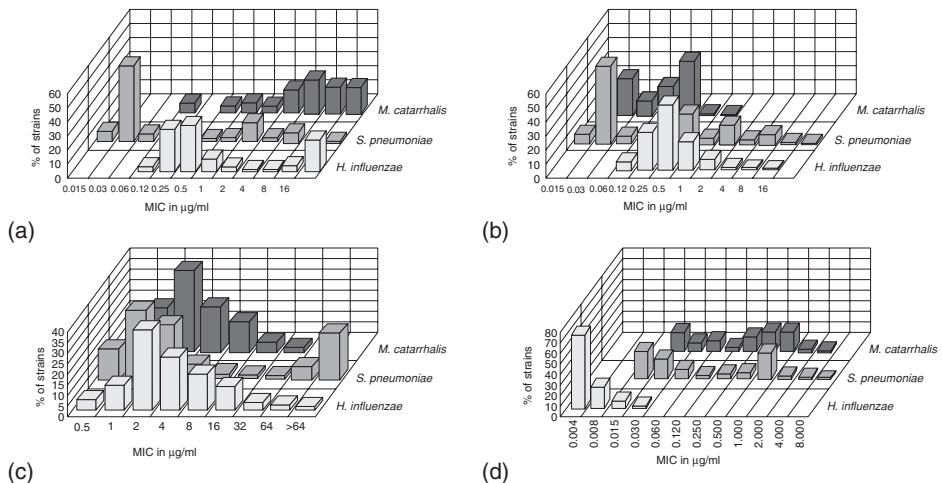 % of strains
60
50
40
30
20
10
0
0.015 0.03 0.06 0.12 0.25 0.5 1 2 4 8 16
MIC in μg/ml
M. catarrhalis
S. pneumoniae
H. influenzae
(a)
% of strains
60
50
40
30
20
10
0
0.015 0.03 0.06 0.12 0.25 0.5 1 2 4 8 16
MIC in μg/ml
M. catarrhalis
S. pneumoniae
H. influenzae
(b)
% of strains
40
35
30
25
20
15
10
5
0
0.5 1 2 4 8 16 32 64 >64
MIC in μg/ml
M. catarrhalis
S. pneumoniae
H. influenzae
(c)
% of strains
80
70
60
50
40
30
20
10
0
0.004 0.008 0.015 0.030 0.060 0.120 0.250 0.500 1.000 2.000 4.000 8.000
MIC in μg/ml
M. catarrhalis
S. pneumoniae
H. influenzae
(d)